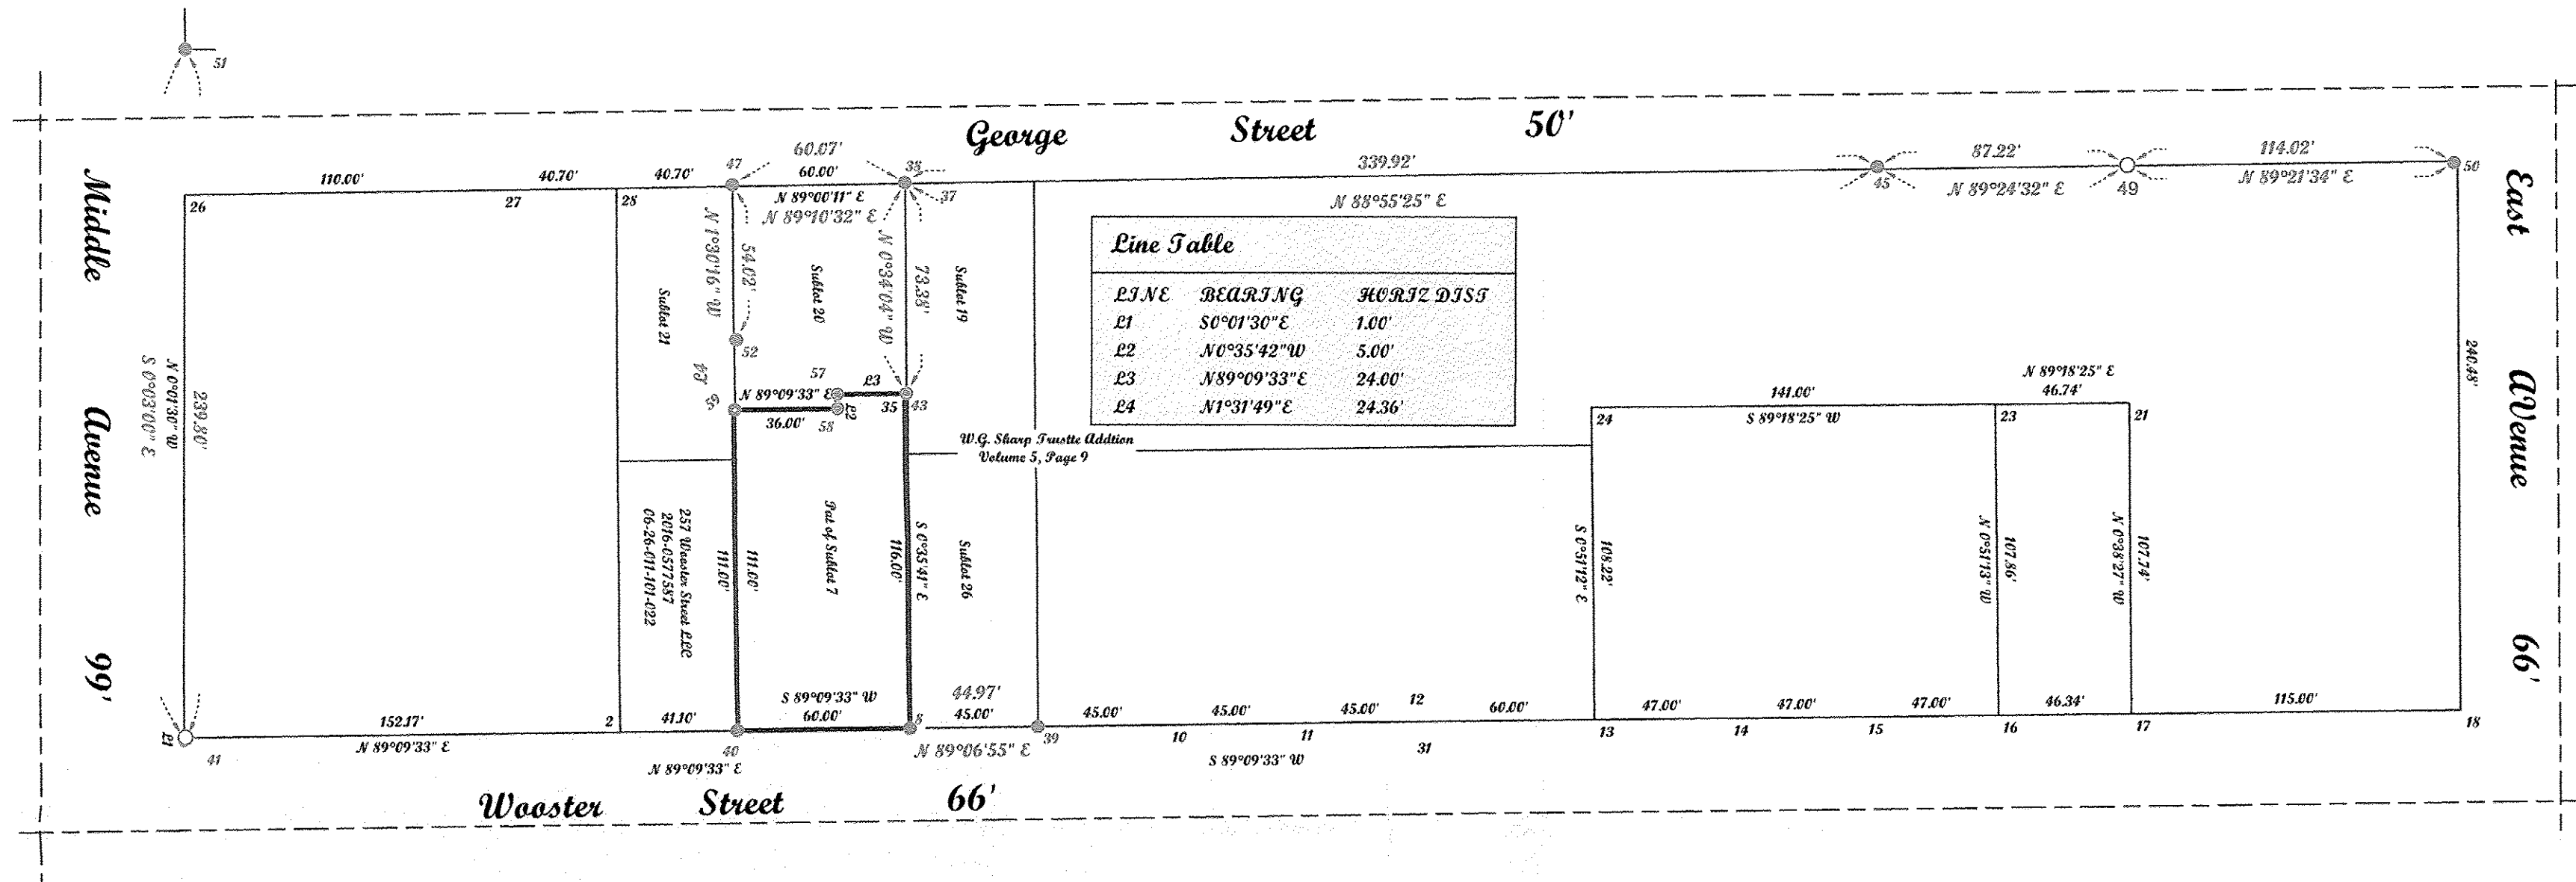 51
George Street 50'
60.07'
47
38
110.00'
40.70'
40.70'
60.00'
339.92'
87.22'
114.02'
50
N 89°00'11" E
N 89°10'32" E
37
N 88°55'25" E
45
N 89°24'32" E
49
N 89°21'34" E
26
27
28
Middle Avenue 99'
East AVenue 66'
N 1°30'16" W
54.02'
Sublot 20
N 0°34'04" W
73.38'
Sublot 19
Sublot 21
52
Line Table
LINE BEARING HORIZ DIST
L1 S0°01'30"E 1.00'
L2 N0°35'42"W 5.00'
L3 N89°09'33"E 24.00'
L4 N1°31'49"E 24.36'
S 0°03'00" E
N 0°01'30" W
239.80'
240.48'
L4
57
L3
N 89°09'33" E
35
43
36.00'
58
L2
W.G. Sharp Trustte Addtion
Volume 5, Page 9
N 89°18'25" E
141.00'
46.74'
24
S 89°18'25" W
23
21
257 Wooster Street LLC
2016-0577587
06-26-011-101-022
111.00'
111.00'
Pat of Sublot 7
116.00'
S 0°35'41" E
Sublot 26
S 0°51'12" E
108.22'
N 0°51'13" W
107.86'
N 0°38'27" W
107.74'
S 89°09'33" W
44.97'
152.17'
2
41.10'
60.00'
8
45.00'
45.00'
45.00'
45.00'
12
60.00'
47.00'
47.00'
47.00'
46.34'
115.00'
L1
41
N 89°09'33" E
40
N 89°06'55" E
39
10
11
31
13
14
15
16
17
18
N 89°09'33" E
S 89°09'33" W
Wooster Street 66'